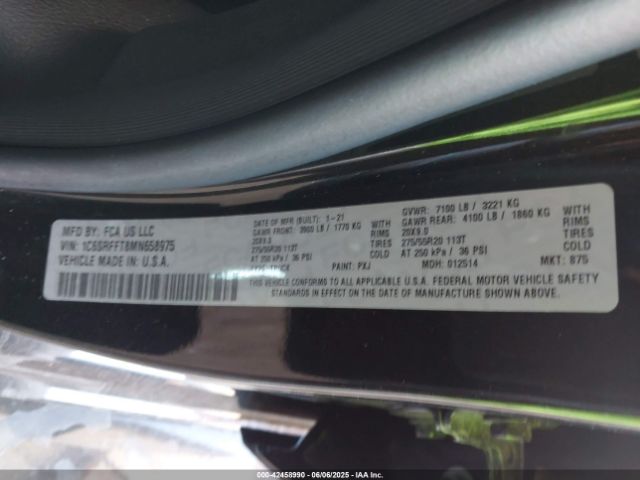 MFD BY: FCA US LLC
DATE OF MFR (BUILT): 1-21
GVWR: 7100 LB / 3221 KG
VIN: 1C6SRFFT8MN658975
GAWR FRONT: 3900 LB / 1770 KG
WITH
GAWR REAR: 4100 LB / 1860 KG
WITH
VEHICLE MADE IN U.S.A.
20X9.0
RIMS
20X9.0
RIMS
275/55R20 113T
TIRES
275/55R20 113T
TIRES
AT 250 kPa / 36 PSI
COLD
AT 250 kPa / 36 PSI
COLD
TYPE: TRUCK
PAINT: PXJ
MDH: 012514
MKT: 875
THIS VEHICLE CONFORMS TO ALL APPLICABLE U.S.A. FEDERAL MOTOR VEHICLE SAFETY
STANDARDS IN EFFECT ON THE DATE OF MANUFACTURE SHOWN ABOVE.
000-42458990 - 06/06/2025 - IAA Inc.